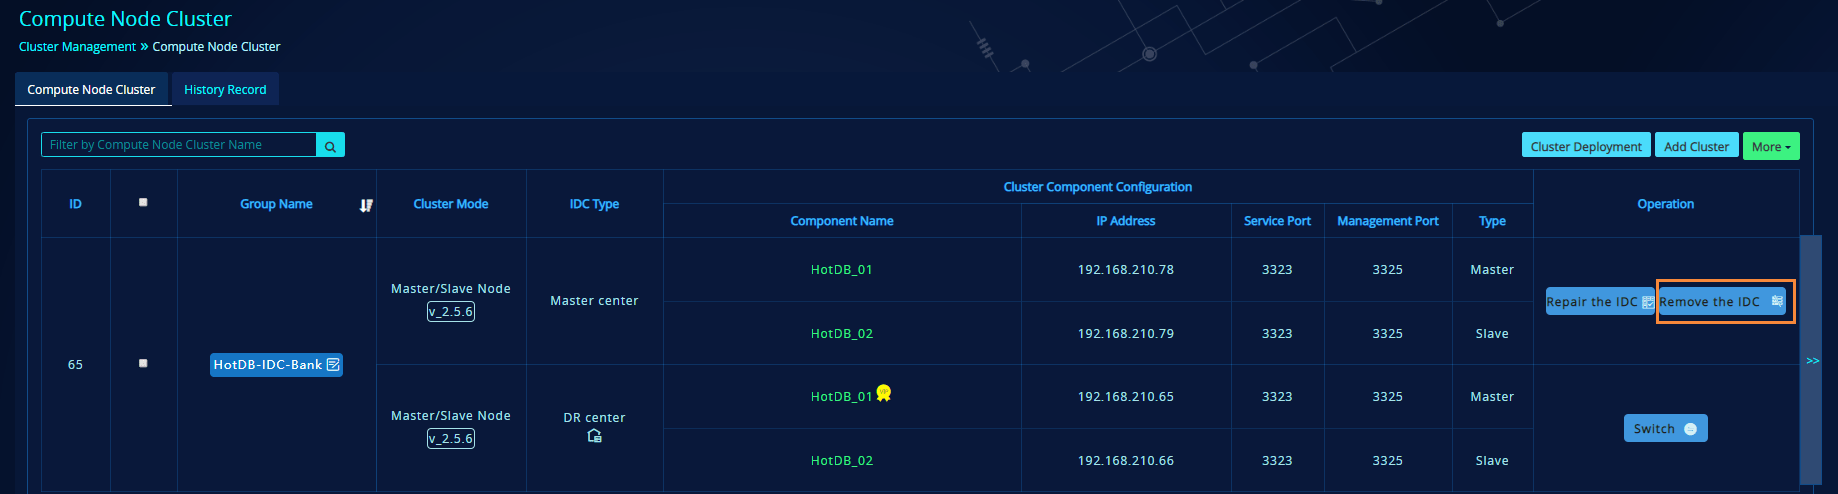 Compute Node Cluster
Cluster Management » Compute Node Cluster
Compute Node Cluster History Record
Filter by Compute Node Cluster Name
Cluster Deployment Add Cluster More
ID Group Name Cluster Mode IDC Type Cluster Component Configuration Operation
Component Name IP Address Service Port Management Port Type
65 HotDB-IDC-Bank
Master/Slave Node
v_2.5.6
Master center
HotDB_01 192.168.210.78 3323 3325 Master
HotDB_02 192.168.210.79 3323 3325 Slave
Repair the IDC Remove the IDC
Master/Slave Node
v_2.5.6
DR center
HotDB_01 192.168.210.65 3323 3325 Master
HotDB_02 192.168.210.66 3323 3325 Slave
Switch
>>